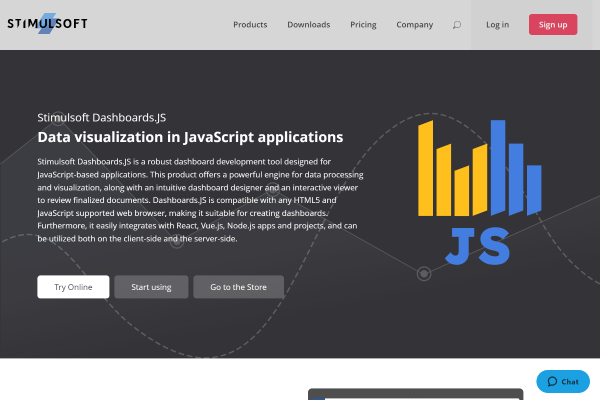 STIMULSOFT
Products Downloads Pricing Company Log in Sign up
Stimulsoft Dashboards.JS
Data visualization in JavaScript applications
Stimulsoft Dashboards.JS is a robust dashboard development tool designed for
JavaScript-based applications. This product offers a powerful engine for data processing
and visualization, along with an intuitive dashboard designer and an interactive viewer
to review finalized documents. Dashboards.JS is compatible with any HTML5 and
JavaScript supported web browser, making it suitable for creating dashboards.
Furthermore, it easily integrates with React, Vue.js, Node.js apps and projects, and can
be utilized both on the client-side and the server-side.
JS
Try Online Start using Go to the Store
Chat